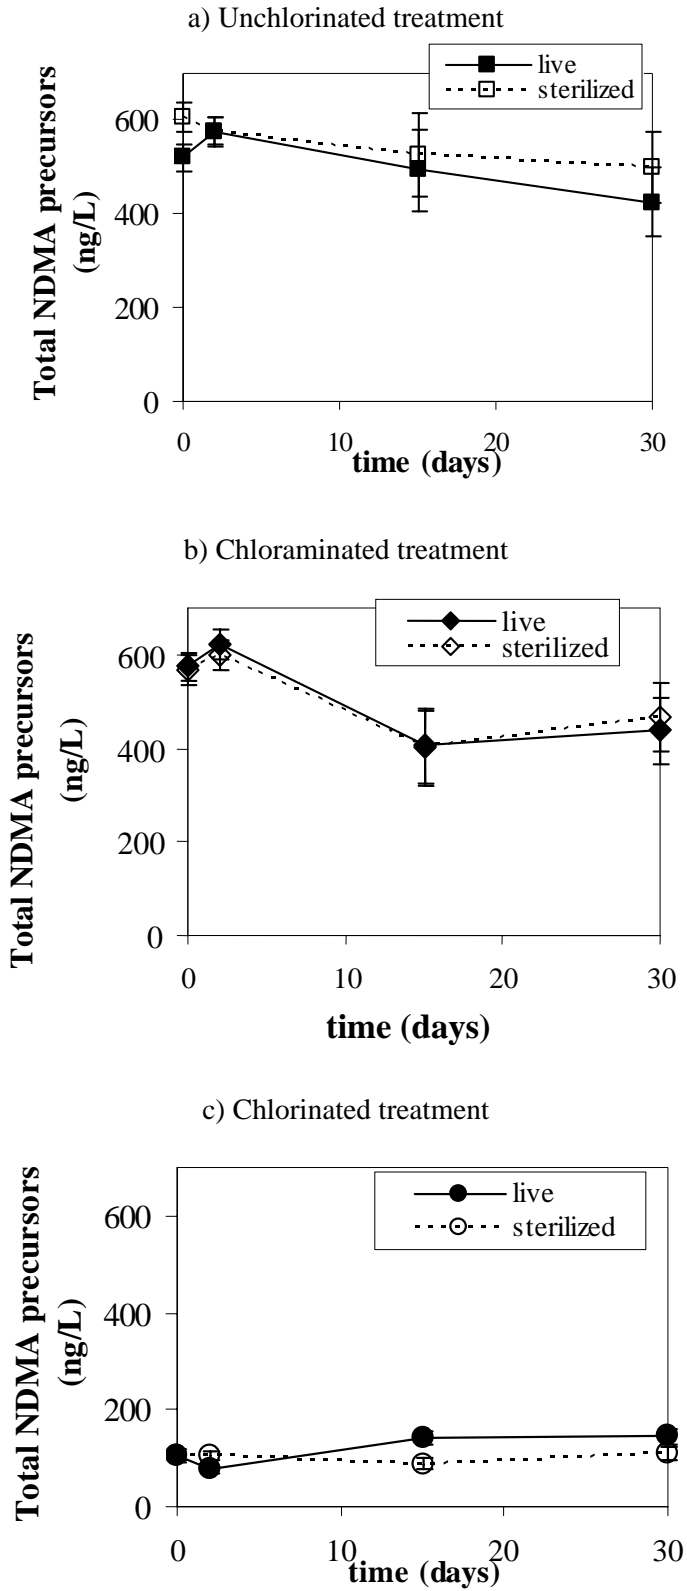 a) Unchlorinated treatment
live
sterilized
Total NDMA precursors
(ng/L)
600
400
200
0
0 10 20 30
time (days)
b) Chloraminated treatment
live
sterilized
Total NDMA precursors
(ng/L)
600
400
200
0
0 10 20 30
time (days)
c) Chlorinated treatment
live
sterilized
Total NDMA precursors
(ng/L)
600
400
200
0
0 10 20 30
time (days)